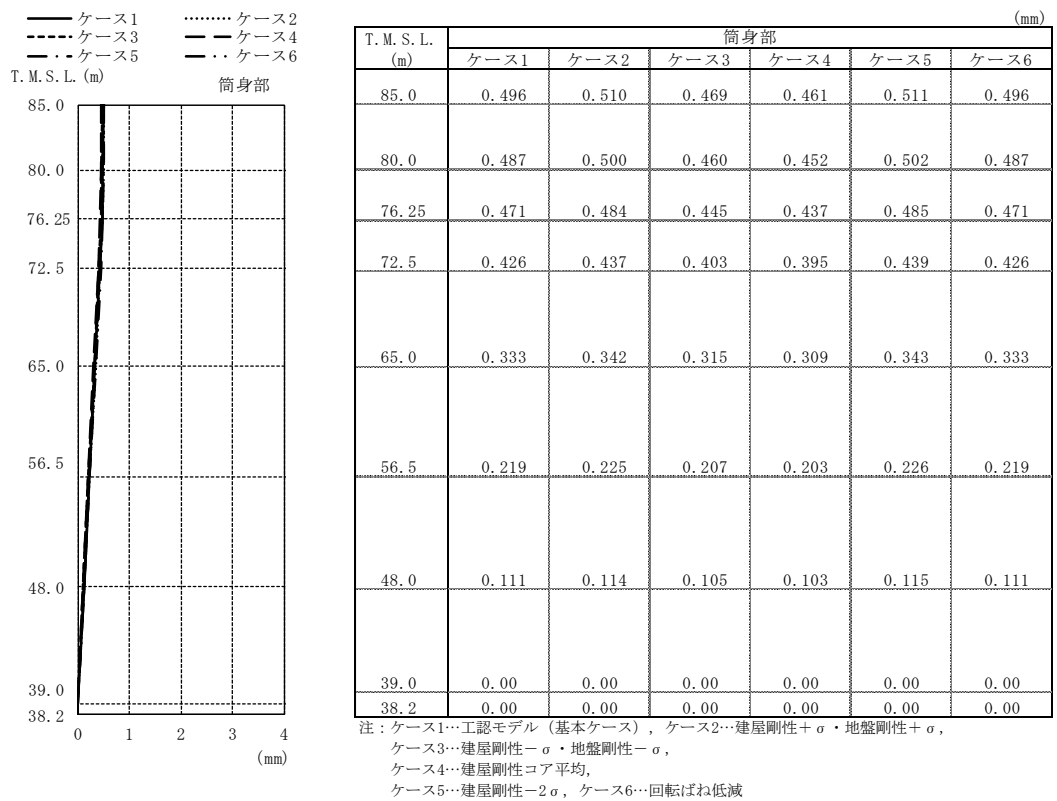 ケース1 ケース2
ケース3 ケース4
ケース5 ケース6
T.M.S.L.(m) 筒身部
85.0
80.0
76.25
72.5
65.0
56.5
48.0
39.0
38.2
0 1 2 3 4
(mm)
(mm)
T.M.S.L. 筒身部
(m) ケース1 ケース2 ケース3 ケース4 ケース5 ケース6
85.0 0.496 0.510 0.469 0.461 0.511 0.496
80.0 0.487 0.500 0.460 0.452 0.502 0.487
76.25 0.471 0.484 0.445 0.437 0.485 0.471
72.5 0.426 0.437 0.403 0.395 0.439 0.426
65.0 0.333 0.342 0.315 0.309 0.343 0.333
56.5 0.219 0.225 0.207 0.203 0.226 0.219
48.0 0.111 0.114 0.105 0.103 0.115 0.111
39.0 0.00 0.00 0.00 0.00 0.00 0.00
38.2 0.00 0.00 0.00 0.00 0.00 0.00
注:ケース1…工認モデル(基本ケース),ケース2…建屋剛性+σ・地盤剛性+σ,
ケース3…建屋剛性-σ・地盤剛性-σ,
ケース4…建屋剛性コア平均,
ケース5…建屋剛性-2σ,ケース6…回転ばね低減